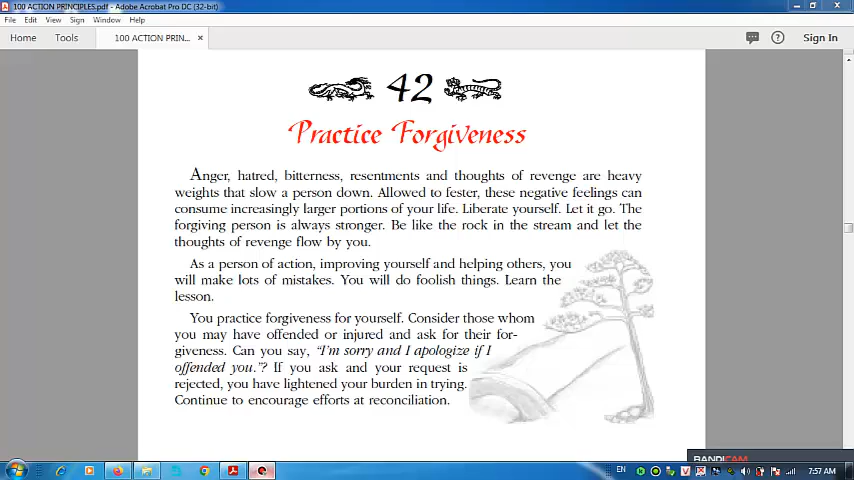 100 ACTION PRINCIPLES.pdf - Adobe Acrobat Pro DC (32-bit)
File Edit View Sign Window Help
Home Tools 100 ACTION PRIN... × Sign In
42
Practice Forgiveness
Anger, hatred, bitterness, resentments and thoughts of revenge are heavy
weights that slow a person down. Allowed to fester, these negative feelings can
consume increasingly larger portions of your life. Liberate yourself. Let it go. The
forgiving person is always stronger. Be like the rock in the stream and let the
thoughts of revenge flow by you.
As a person of action, improving yourself and helping others, you
will make lots of mistakes. You will do foolish things. Learn the
lesson.
You practice forgiveness for yourself. Consider those whom
you may have offended or injured and ask for their for-
giveness. Can you say, “I'm sorry and I apologize if I
offended you.”? If you ask and your request is
rejected, you have lightened your burden in trying.
Continue to encourage efforts at reconciliation.
BANDICAM
EN 7:57 AM